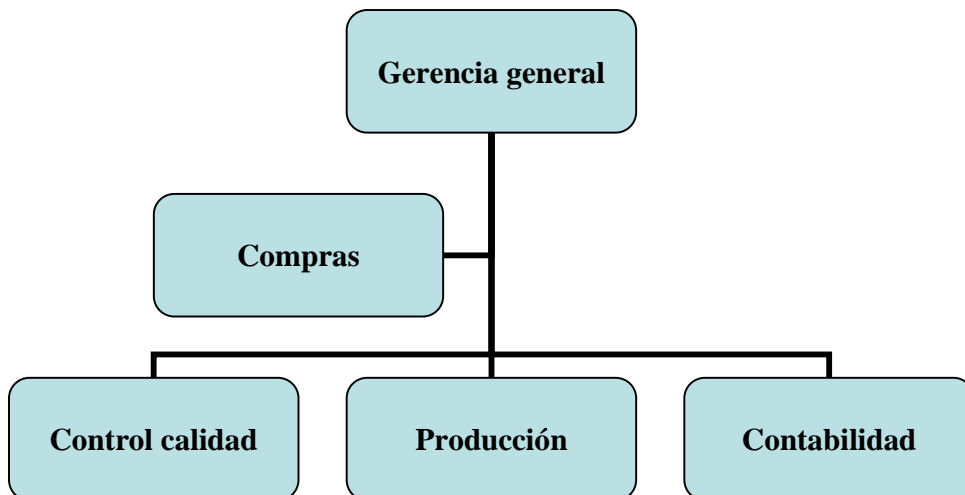 Gerencia general
Compras
Control calidad
Producción
Contabilidad